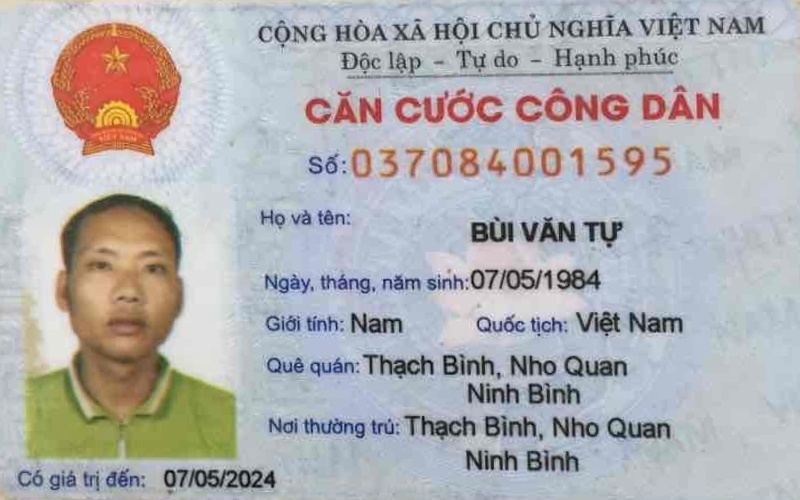 CỘNG HÒA XÃ HỘI CHỦ NGHĨA VIỆT NAM
Độc lập - Tự do - Hạnh phúc
CĂN CƯỚC CÔNG DÂN
Số: 037084001595
Họ và tên: BÙI VĂN TỰ
Ngày, tháng, năm sinh: 07/05/1984
Giới tính: Nam Quốc tịch: Việt Nam
Quê quán: Thạch Bình, Nho Quan
Ninh Bình
Nơi thường trú: Thạch Bình, Nho Quan
Ninh Bình
Có giá trị đến: 07/05/2024
VIỆT NAM